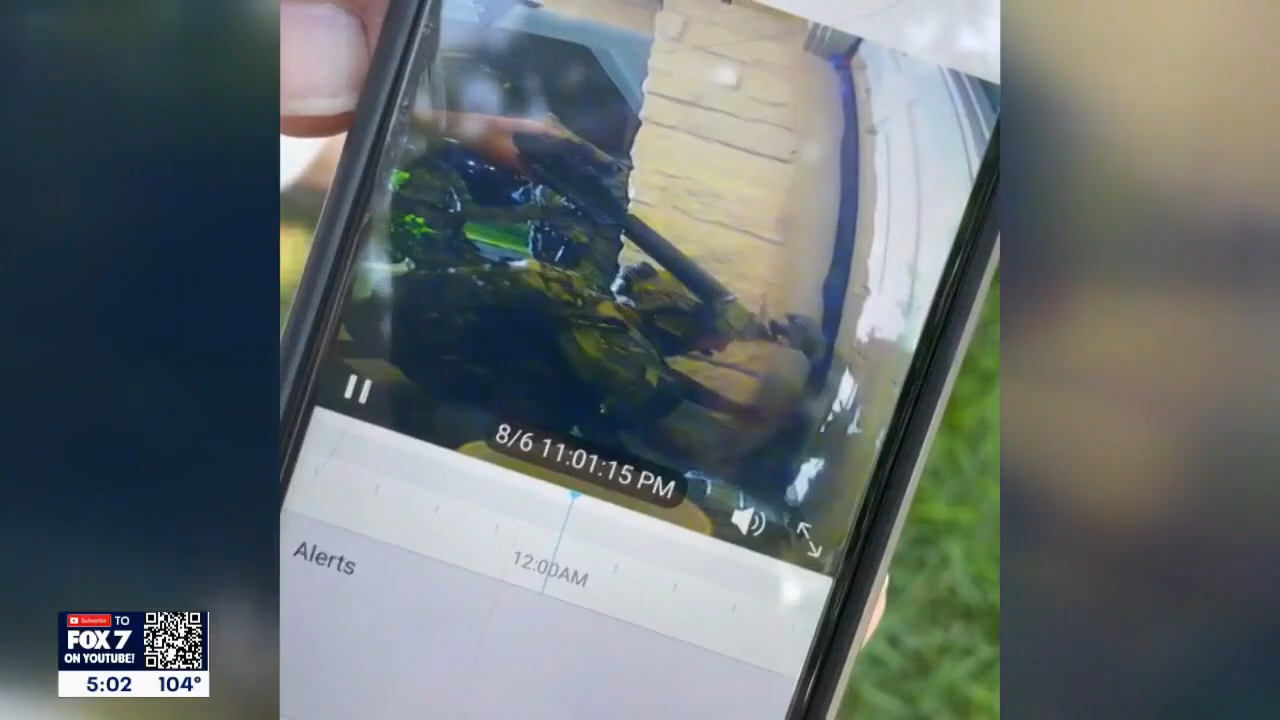 8/6 11:01:15 PM
12:00AM
Alerts
Subscribe TO
FOX 7
ON YOUTUBE!
5:02 104°